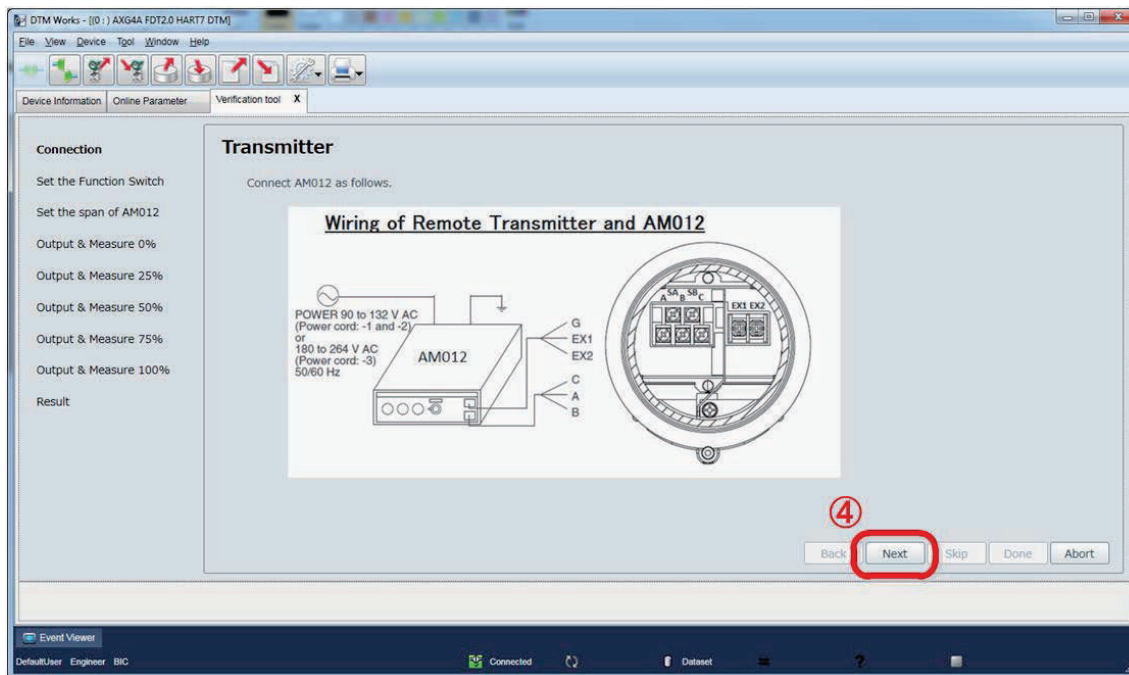 DTM Works - [(0 : ) AXG4A FDT2.0 HART7 DTM]
File View Device Tool Window Help
Device Information Online Parameter Verification tool X
Connection
Set the Function Switch
Set the span of AM012
Output & Measure 0%
Output & Measure 25%
Output & Measure 50%
Output & Measure 75%
Output & Measure 100%
Result
Transmitter
Connect AM012 as follows.
Wiring of Remote Transmitter and AM012
POWER 90 to 132 V AC
(Power cord: -1 and -2)
or
180 to 264 V AC
(Power cord: -3)
50/60 Hz
AM012
G
EX1
EX2
C
A
B
SA SB
A B C
EX1 EX2
④
Back Next Skip Done Abort
Event Viewer
DefaultUser Engineer BIC Connected Dataset ?